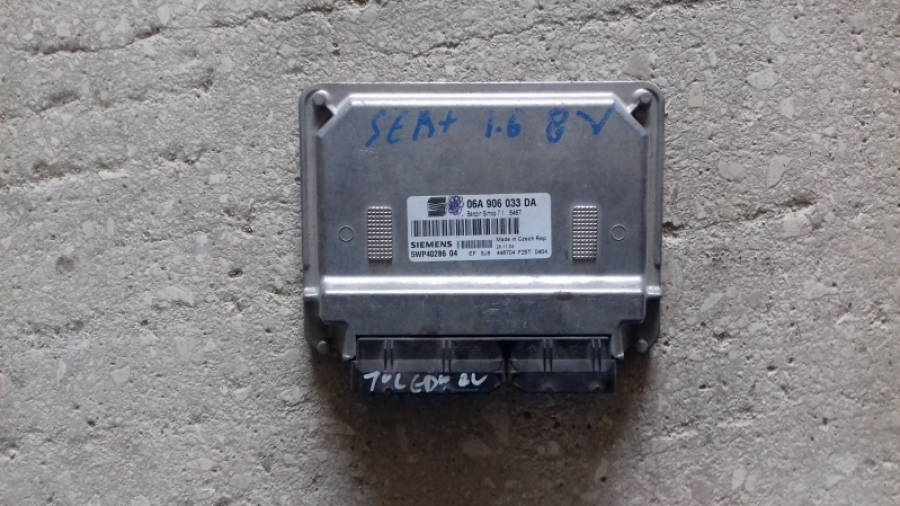 SEAt 1.6 8V
06A 906 033 DA
Benzin-Simos 7.1 5467
SIEMENS
Made in Czech Rep.
5WP40286 04